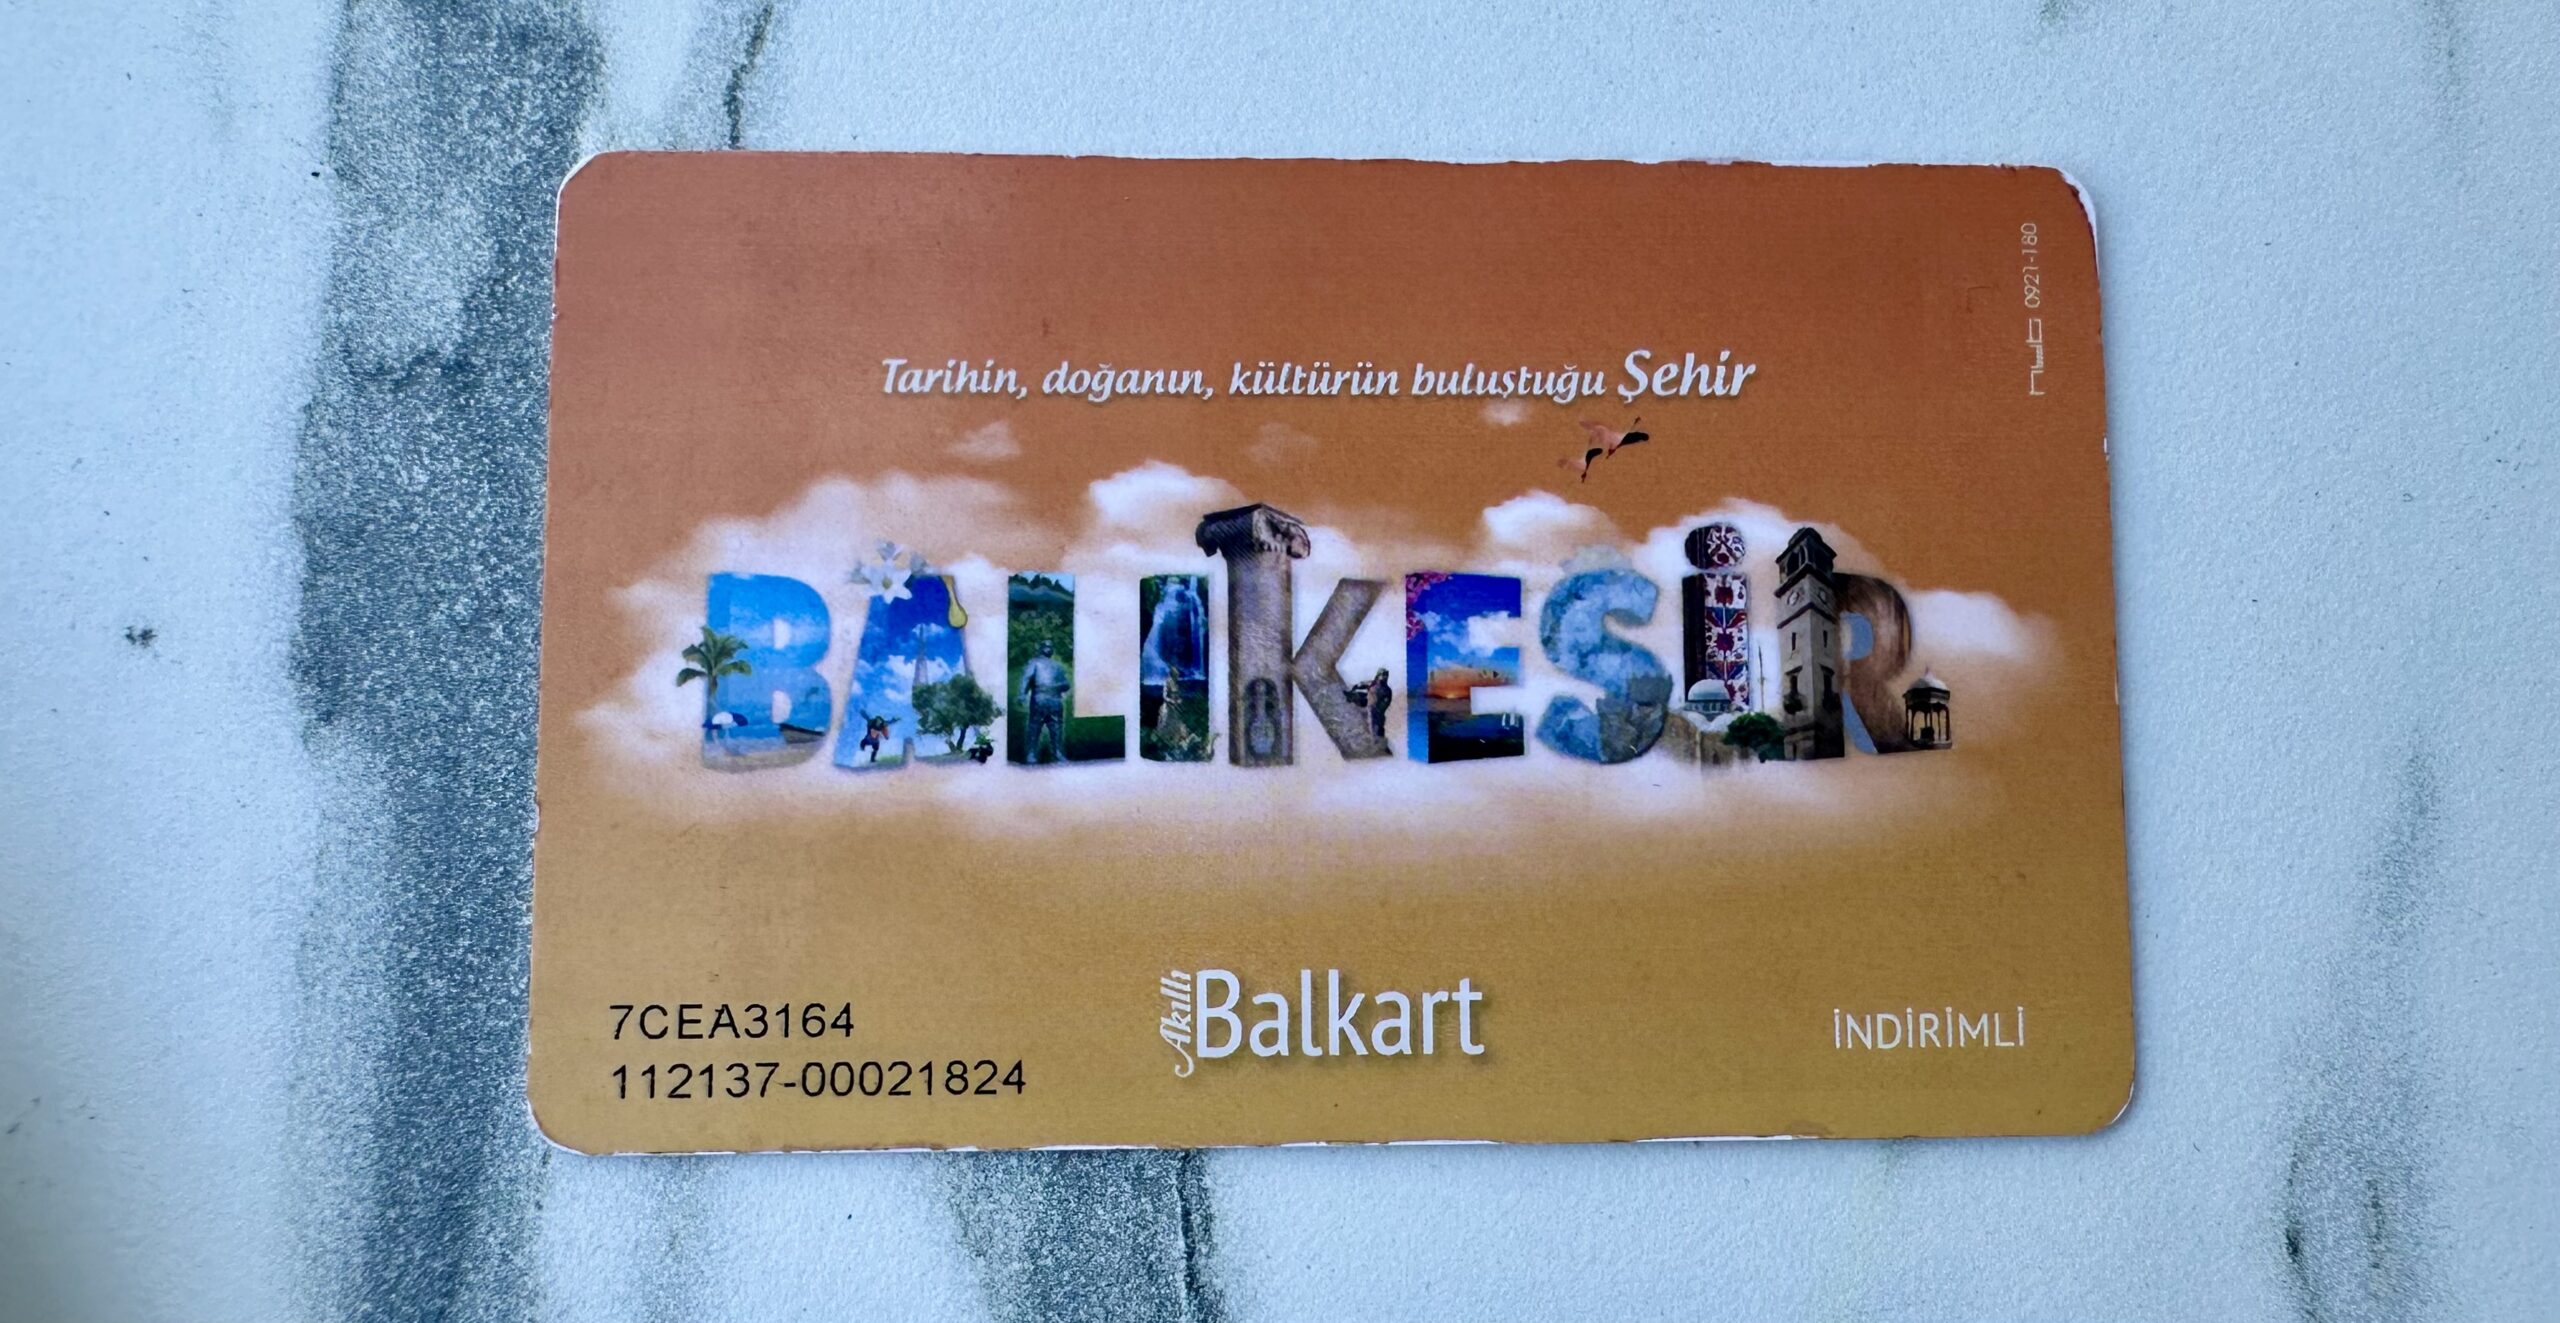 0921-180
Tarihin, doğanın, kültürün buluştuğu Şehir
BALIKESİR
7CEA3164
112137-00021824
Akıllı Balkart
İNDİRİMLİ